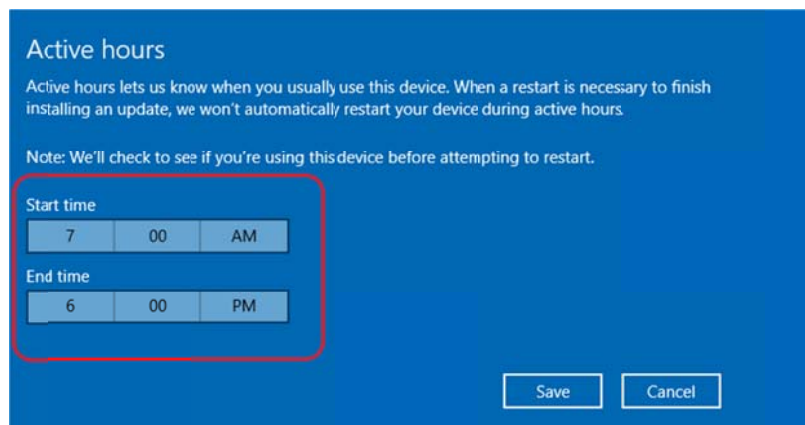 Active hours
Active hours lets us know when you usually use this device. When a restart is necessary to finish
installing an update, we won't automatically restart your device during active hours.
Note: We'll check to see if you're using this device before attempting to restart.
Start time
7 00 AM
End time
6 00 PM
Save Cancel